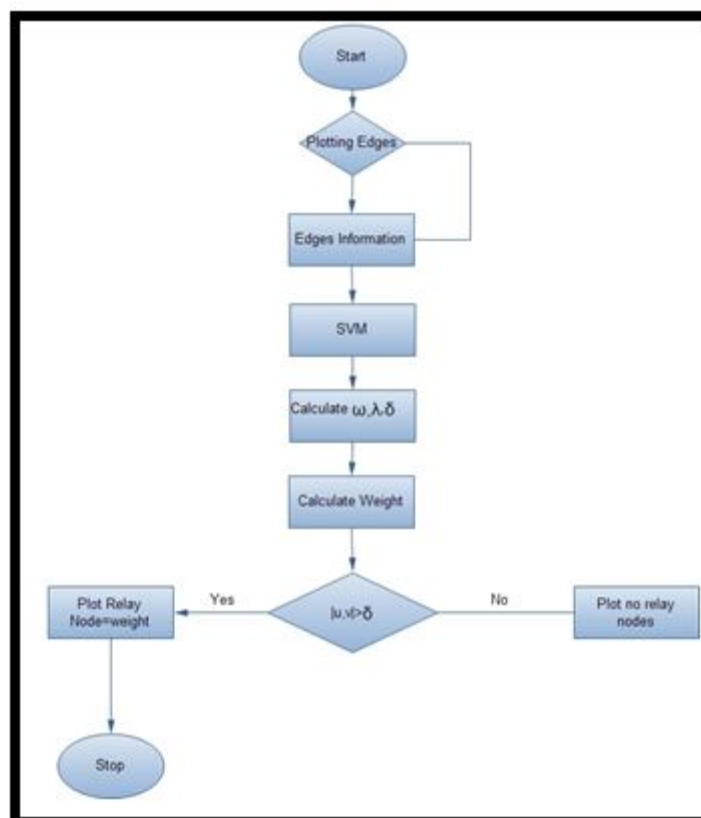 Start
Plotting Edges
Edges Information
SVM
Calculate ω,λ,δ
Calculate Weight
|u,v|>δ
Yes
No
Plot Relay
Node=weight
Plot no relay
nodes
Stop